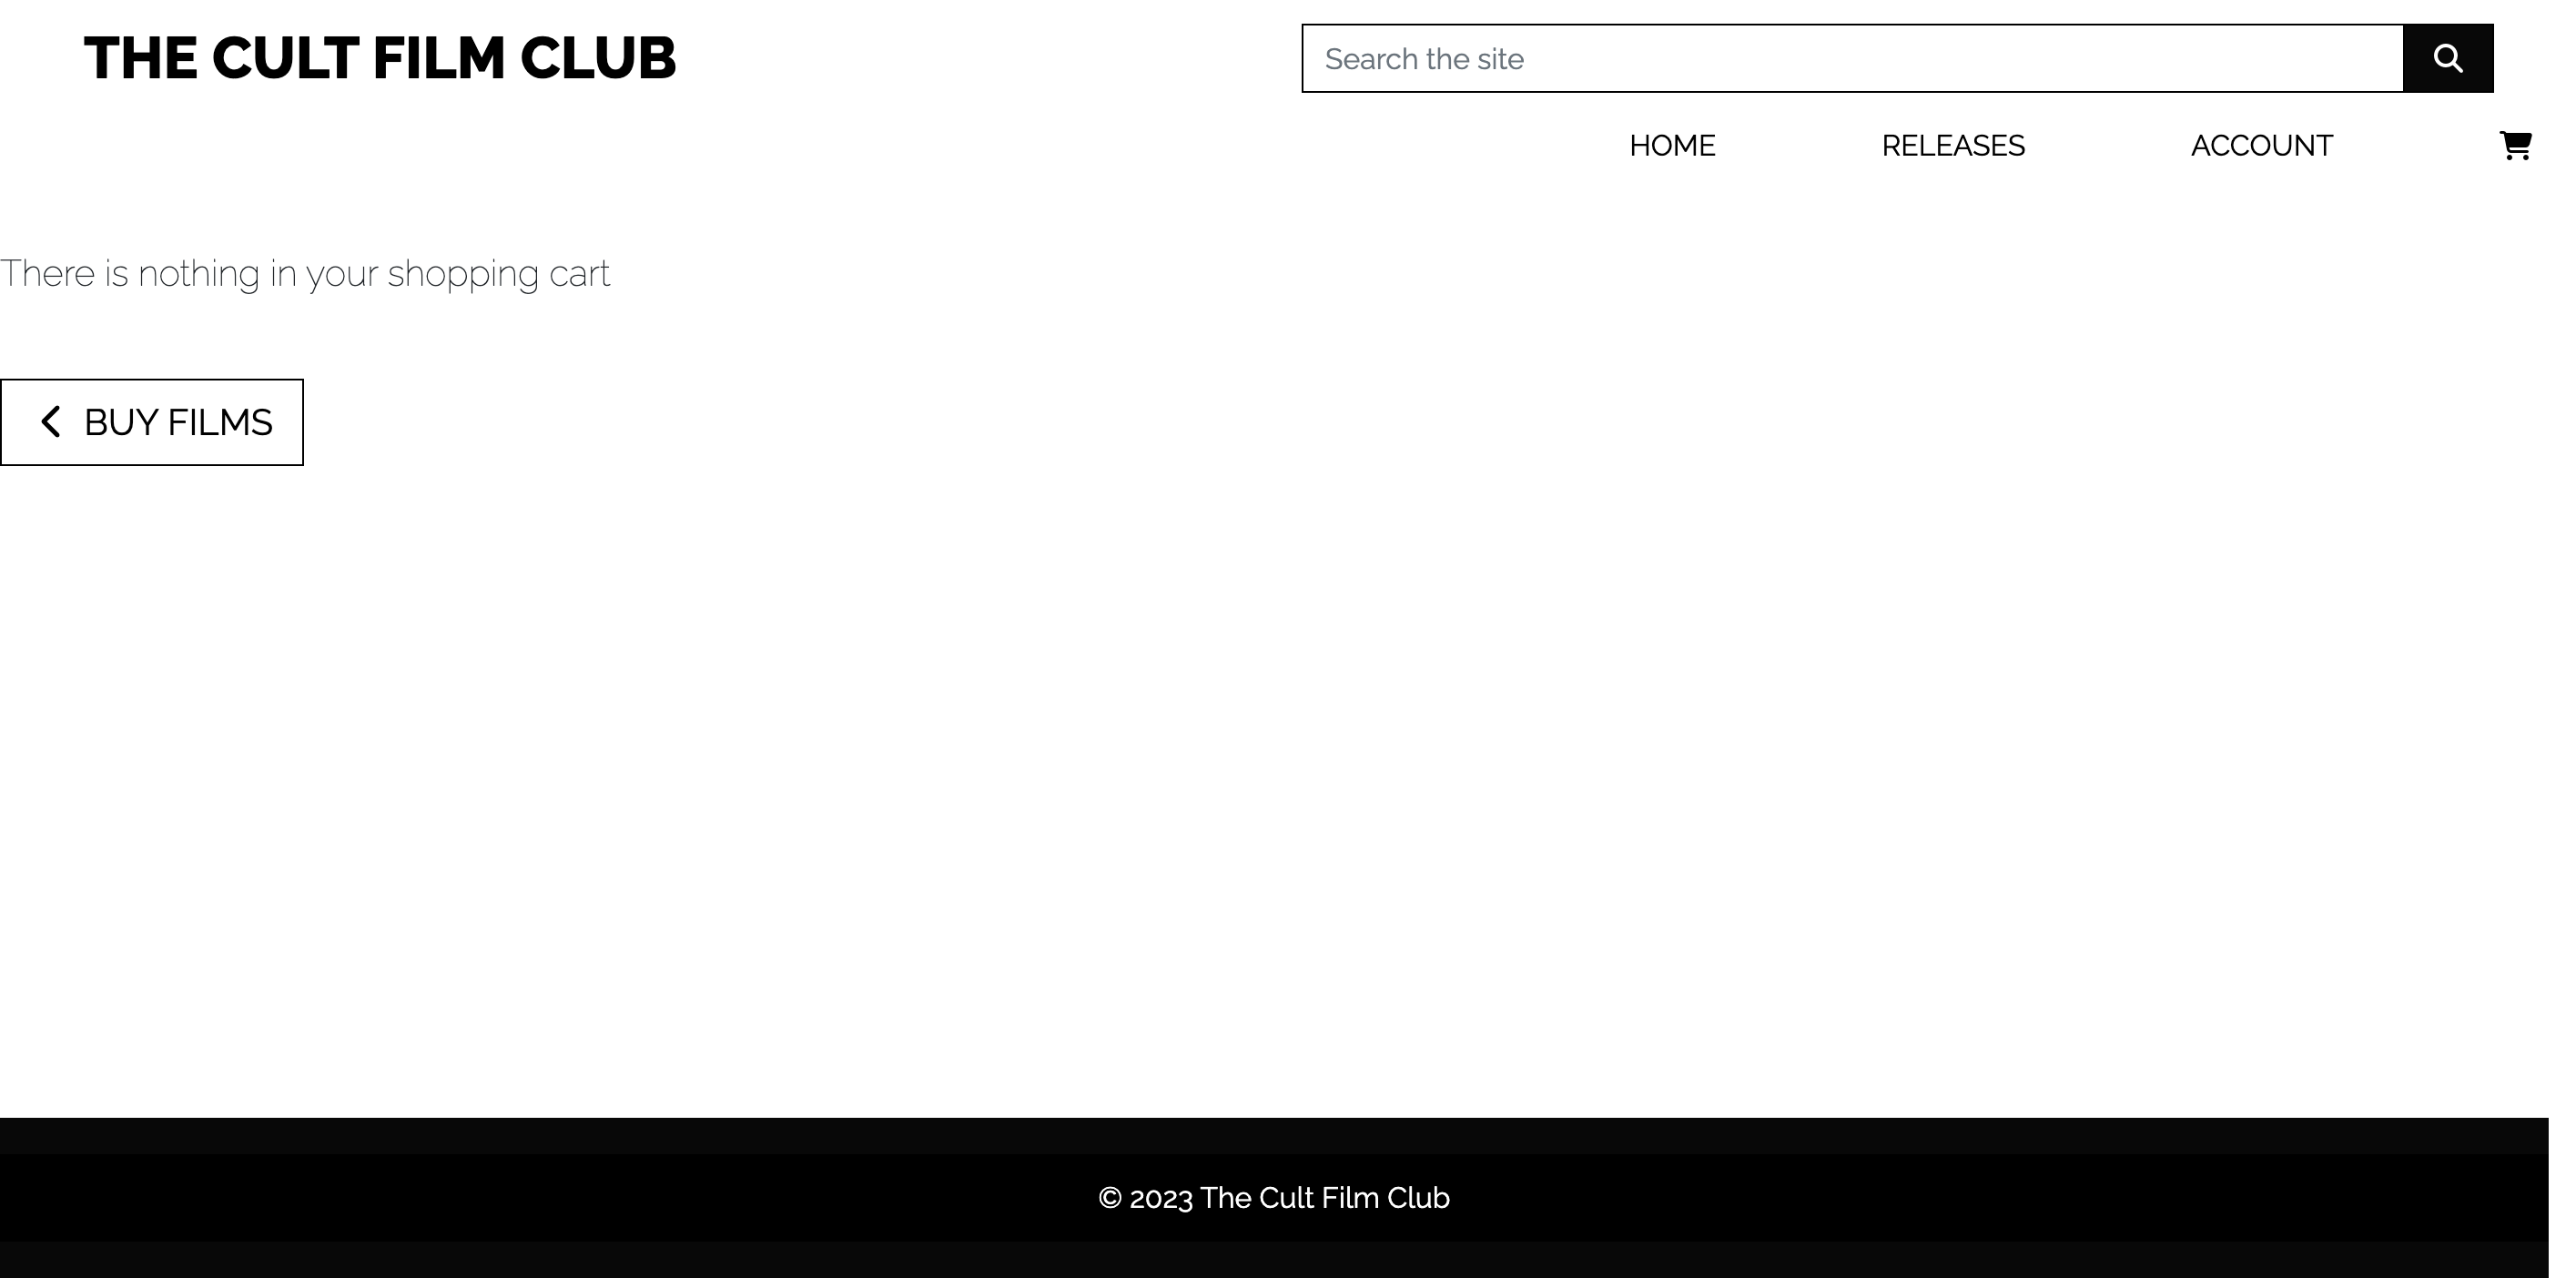 THE CULT FILM CLUB
Search the site
HOME RELEASES ACCOUNT
There is nothing in your shopping cart
BUY FILMS
© 2023 The Cult Film Club